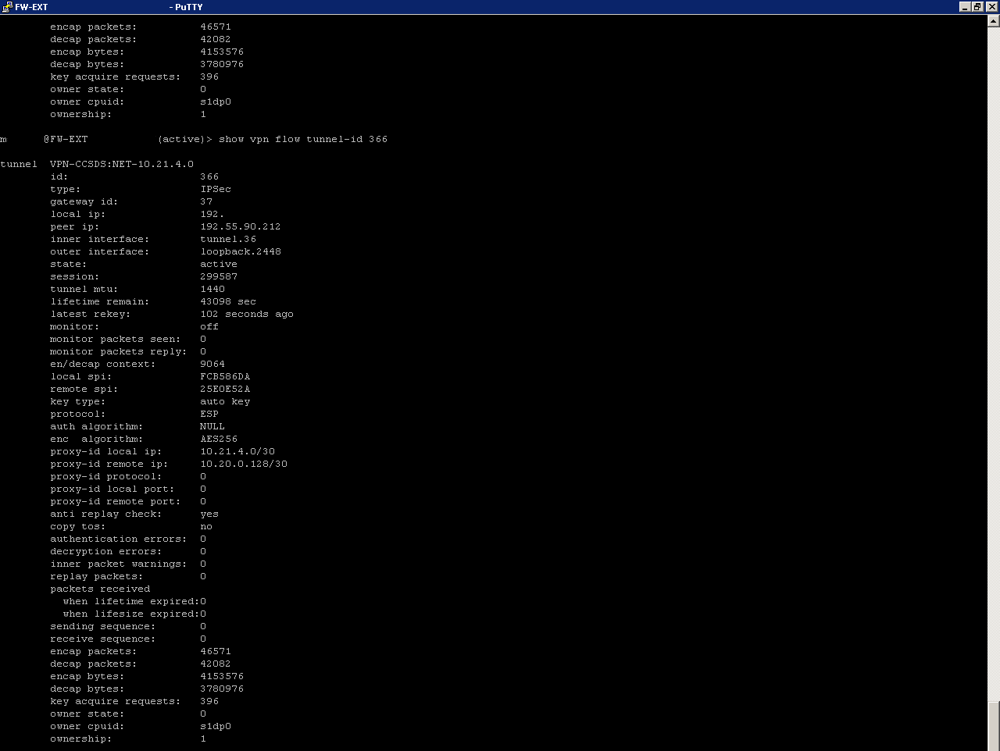 FW-EXT - PuTTY
encap packets: 46571
decap packets: 42082
encap bytes: 4153576
decap bytes: 3780976
key acquire requests: 396
owner state: 0
owner cpuid: s1dp0
ownership: 1
m @FW-EXT (active)> show vpn flow tunnel-id 366
tunnel VPN-CCSDS:NET-10.21.4.0
id: 366
type: IPSec
gateway id: 37
local ip: 192.
peer ip: 192.55.90.212
inner interface: tunnel.36
outer interface: loopback.2448
state: active
session: 299587
tunnel mtu: 1440
lifetime remain: 43098 sec
latest rekey: 102 seconds ago
monitor: off
monitor packets seen: 0
monitor packets reply: 0
en/decap context: 9064
local spi: FCB586DA
remote spi: 25E0E52A
key type: auto key
protocol: ESP
auth algorithm: NULL
enc  algorithm: AES256
proxy-id local ip: 10.21.4.0/30
proxy-id remote ip: 10.20.0.128/30
proxy-id protocol: 0
proxy-id local port: 0
proxy-id remote port: 0
anti replay check: yes
copy tos: no
authentication errors: 0
decryption errors: 0
inner packet warnings: 0
replay packets: 0
packets received
when lifetime expired:0
when lifesize expired:0
sending sequence: 0
receive sequence: 0
encap packets: 46571
decap packets: 42082
encap bytes: 4153576
decap bytes: 3780976
key acquire requests: 396
owner state: 0
owner cpuid: s1dp0
ownership: 1